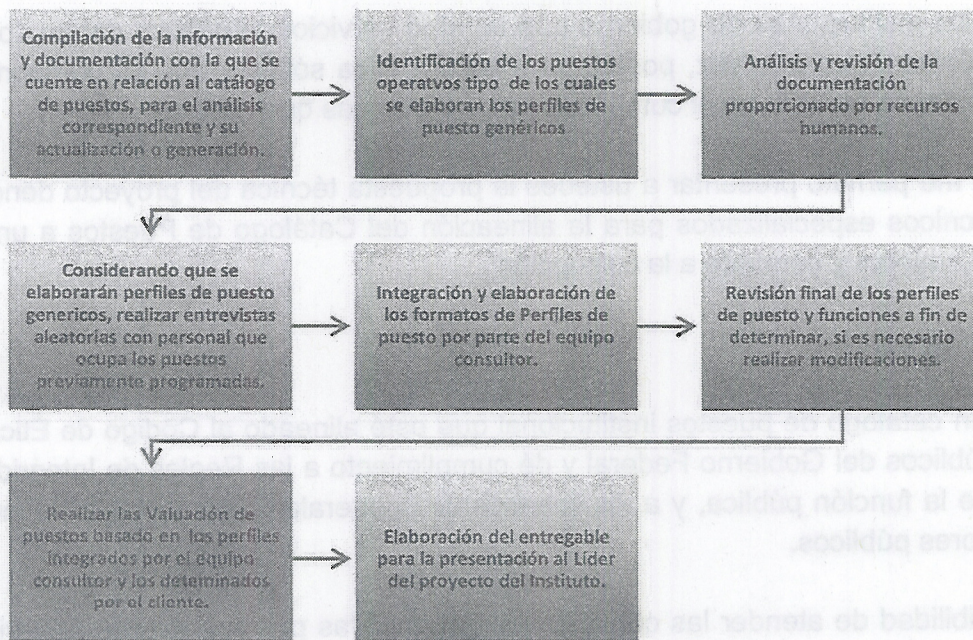 Compilación de la información
y documentación con la que se
cuente en relación al catálogo
de puestos, para el análisis
correspondiente y su
actualización o generación.
Identificación de los puestos
operatvos tipo de los cuales
se elaboran los perfiles de
puesto genéricos
Análisis y revisión de la
documentación
proporcionado por recursos
humanos.
Considerando que se
elaborarán perfiles de puesto
genericos, realizar entrevistas
aleatorias con personal que
ocupa los puestos
previamente programadas.
Integración y elaboración de
los formatos de Perfiles de
puesto por parte del equipo
consultor.
Revisión final de los perfiles
de puesto y funciones a fin de
determinar, si es necesario
realizar modificaciones.
Realizar las Valuación de
puestos basado en los perfiles
integrados por el equipo
consultor y los determinados
por el cliente.
Elaboración del entregable
para la presentación al Líder
del proyecto del Instituto.